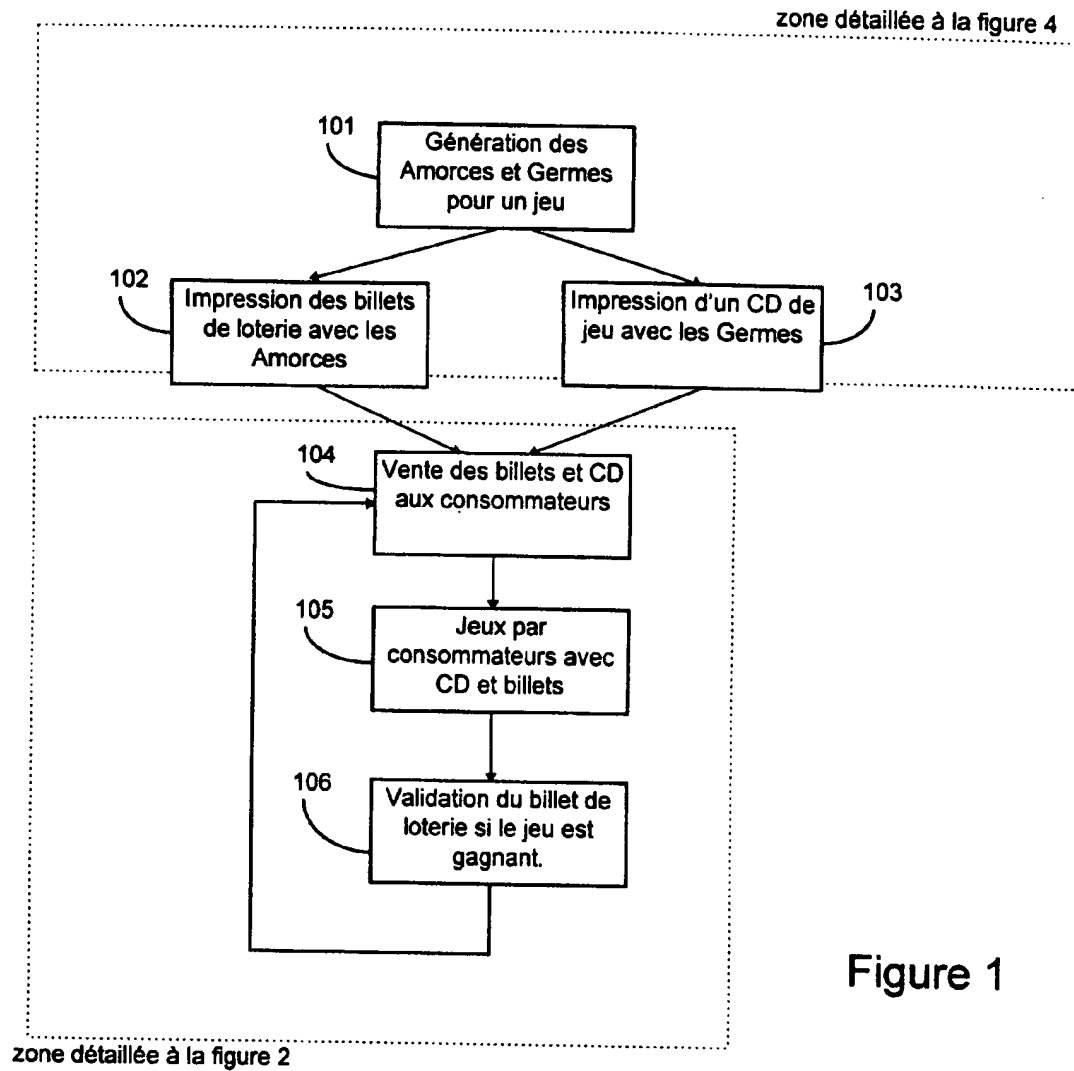 zone détaillée à la figure 4
101
Génération des
Amorces et Germes
pour un jeu
102
Impression des billets
de loterie avec les
Amorces
Impression d'un CD de
jeu avec les Germes
103
104
Vente des billets et CD
aux consommateurs
105
Jeux par
consommateurs avec
CD et billets
106
Validation du billet de
loterie si le jeu est
gagnant.
Figure 1
zone détaillée à la figure 2